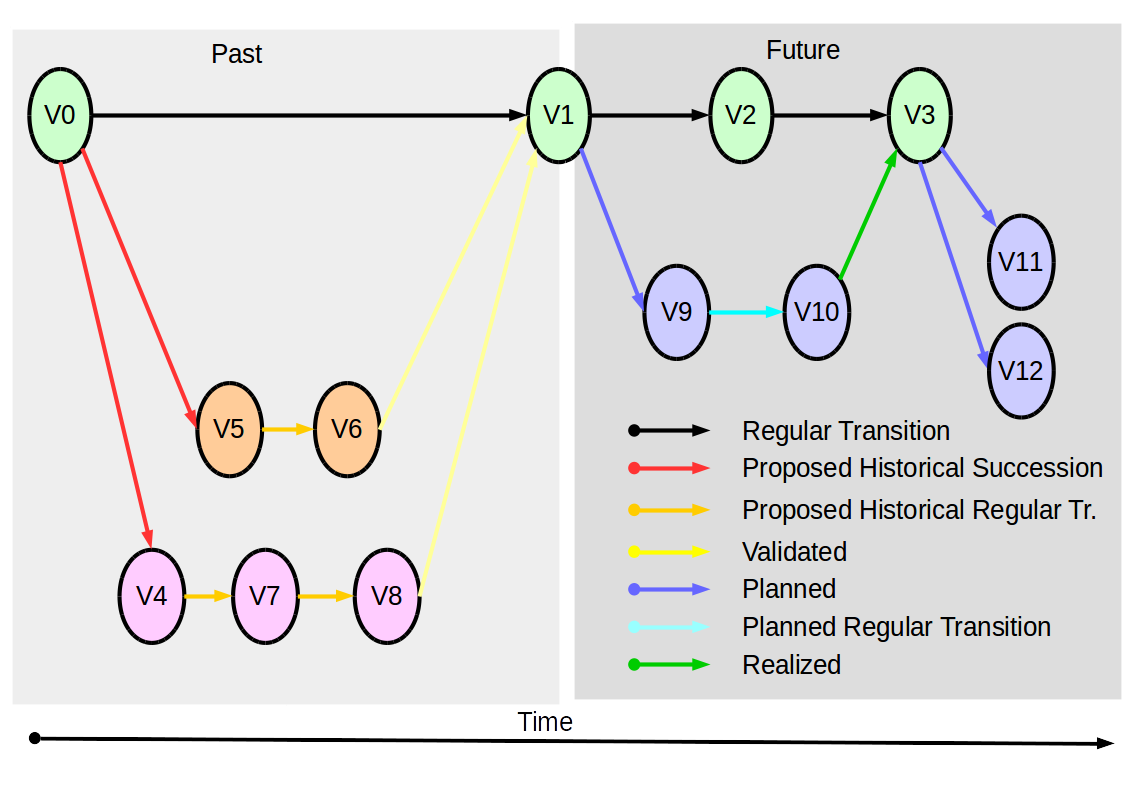 Past
Future
V0
V1
V2
V3
V11
V9
V10
V12
V5
V6
Regular Transition
Proposed Historical Succession
Proposed Historical Regular Tr.
Validated
Planned
V4
V7
V8
Planned Regular Transition
Realized
Time